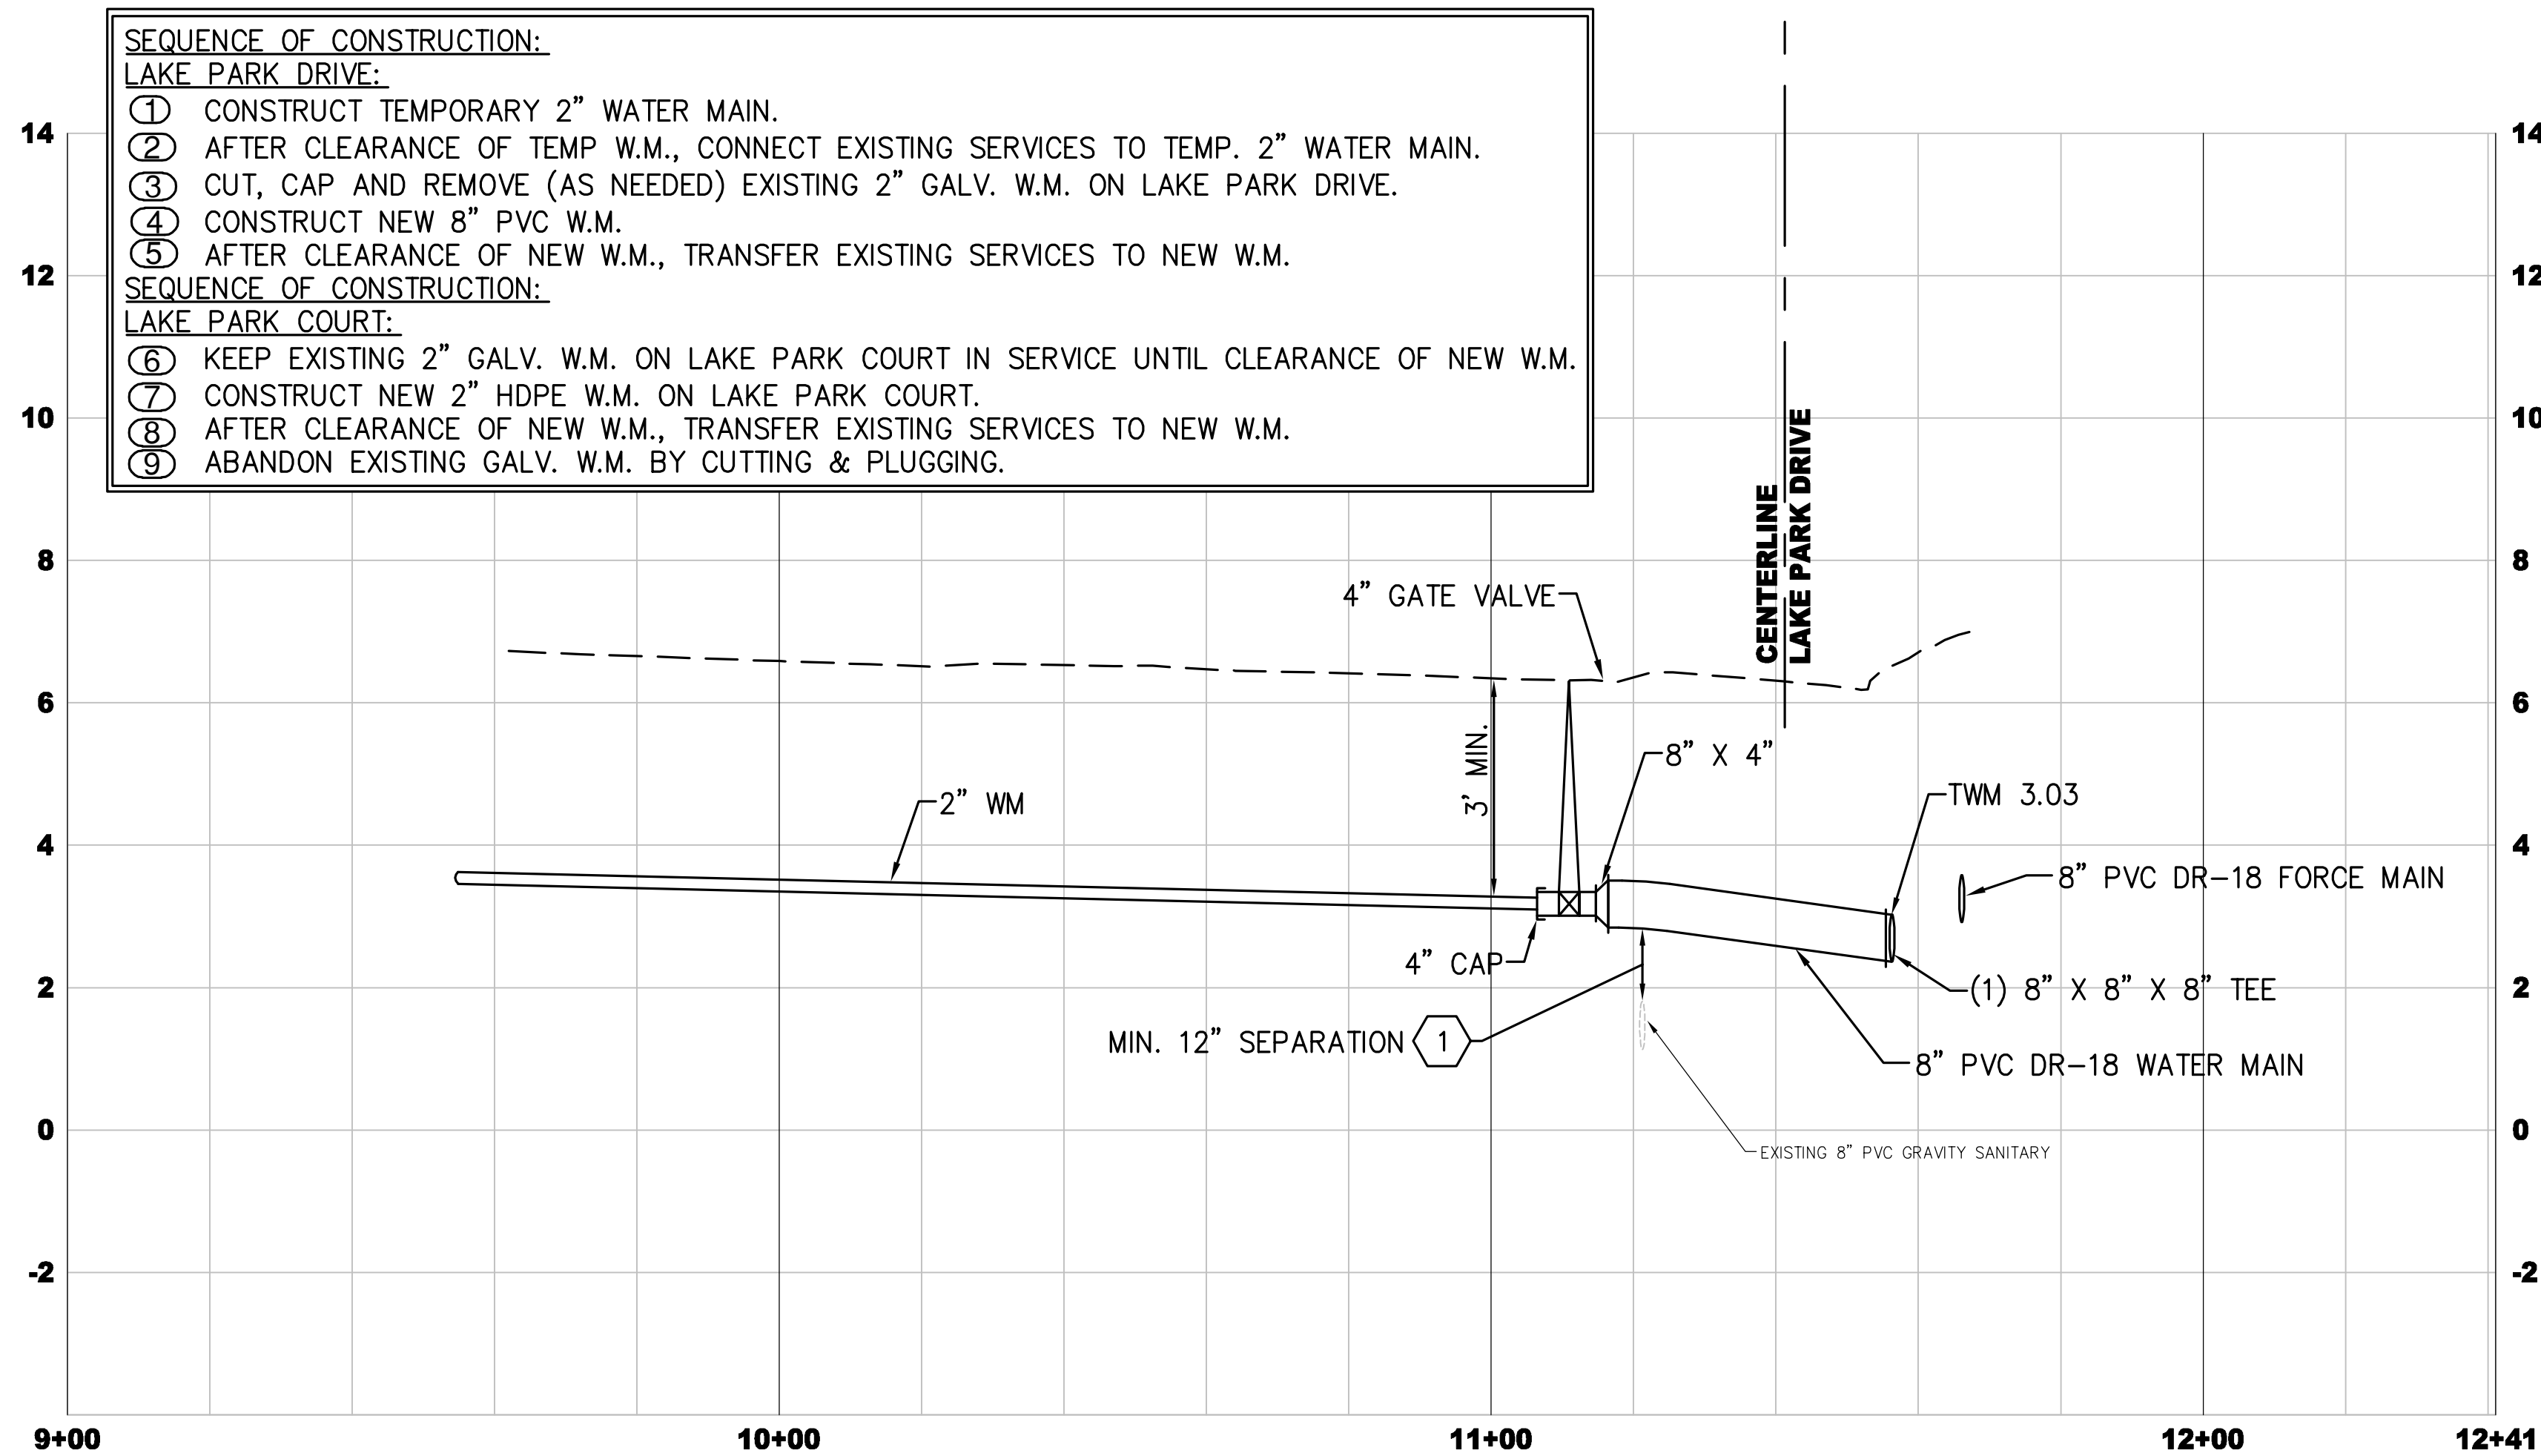 SEQUENCE OF CONSTRUCTION:
LAKE PARK DRIVE:
1 CONSTRUCT TEMPORARY 2” WATER MAIN.
2 AFTER CLEARANCE OF TEMP W.M., CONNECT EXISTING SERVICES TO TEMP. 2” WATER MAIN.
3 CUT, CAP AND REMOVE (AS NEEDED) EXISTING 2” GALV. W.M. ON LAKE PARK DRIVE.
4 CONSTRUCT NEW 8” PVC W.M.
5 AFTER CLEARANCE OF NEW W.M., TRANSFER EXISTING SERVICES TO NEW W.M.
SEQUENCE OF CONSTRUCTION:
LAKE PARK COURT:
6 KEEP EXISTING 2” GALV. W.M. ON LAKE PARK COURT IN SERVICE UNTIL CLEARANCE OF NEW W.M.
7 CONSTRUCT NEW 2” HDPE W.M. ON LAKE PARK COURT.
8 AFTER CLEARANCE OF NEW W.M., TRANSFER EXISTING SERVICES TO NEW W.M.
9 ABANDON EXISTING GALV. W.M. BY CUTTING & PLUGGING.
14 14
12 12
10 10
CENTERLINE
LAKE PARK DRIVE
8 8
4” GATE VALVE
6 6
3' MIN.
8” X 4”
2” WM
TWM 3.03
4 4
8” PVC DR-18 FORCE MAIN
4” CAP
2 2
(1) 8” X 8” X 8” TEE
MIN. 12” SEPARATION 1
8” PVC DR-18 WATER MAIN
0 0
EXISTING 8” PVC GRAVITY SANITARY
-2 -2
9+00 10+00 11+00 12+00 12+41